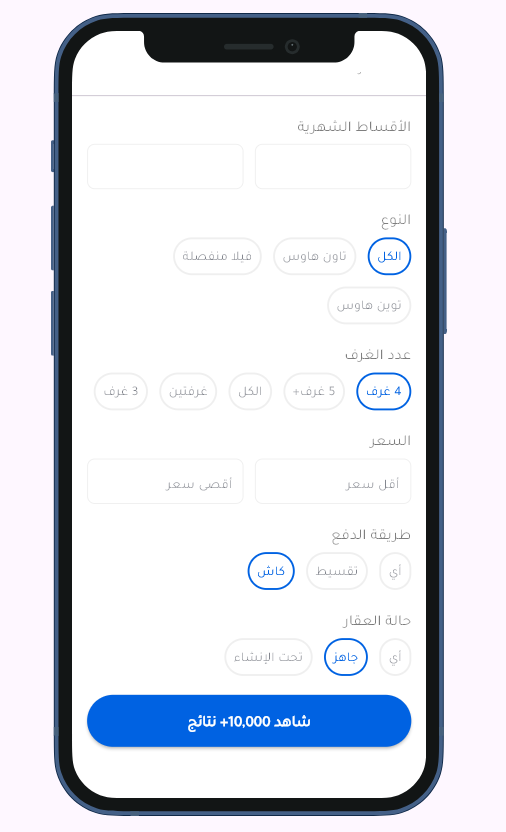 الأقساط الشهرية
النوع
الكل تاون هاوس فيلا منفصلة
توين هاوس
عدد الغرف
4 غرف 5 غرف+ الكل غرفتين 3 غرف
السعر
أقل سعر أقصى سعر
طريقة الدفع
أي تقسيط كاش
حالة العقار
أي جاهز تحت الإنشاء
شاهد 10,000+ نتائج